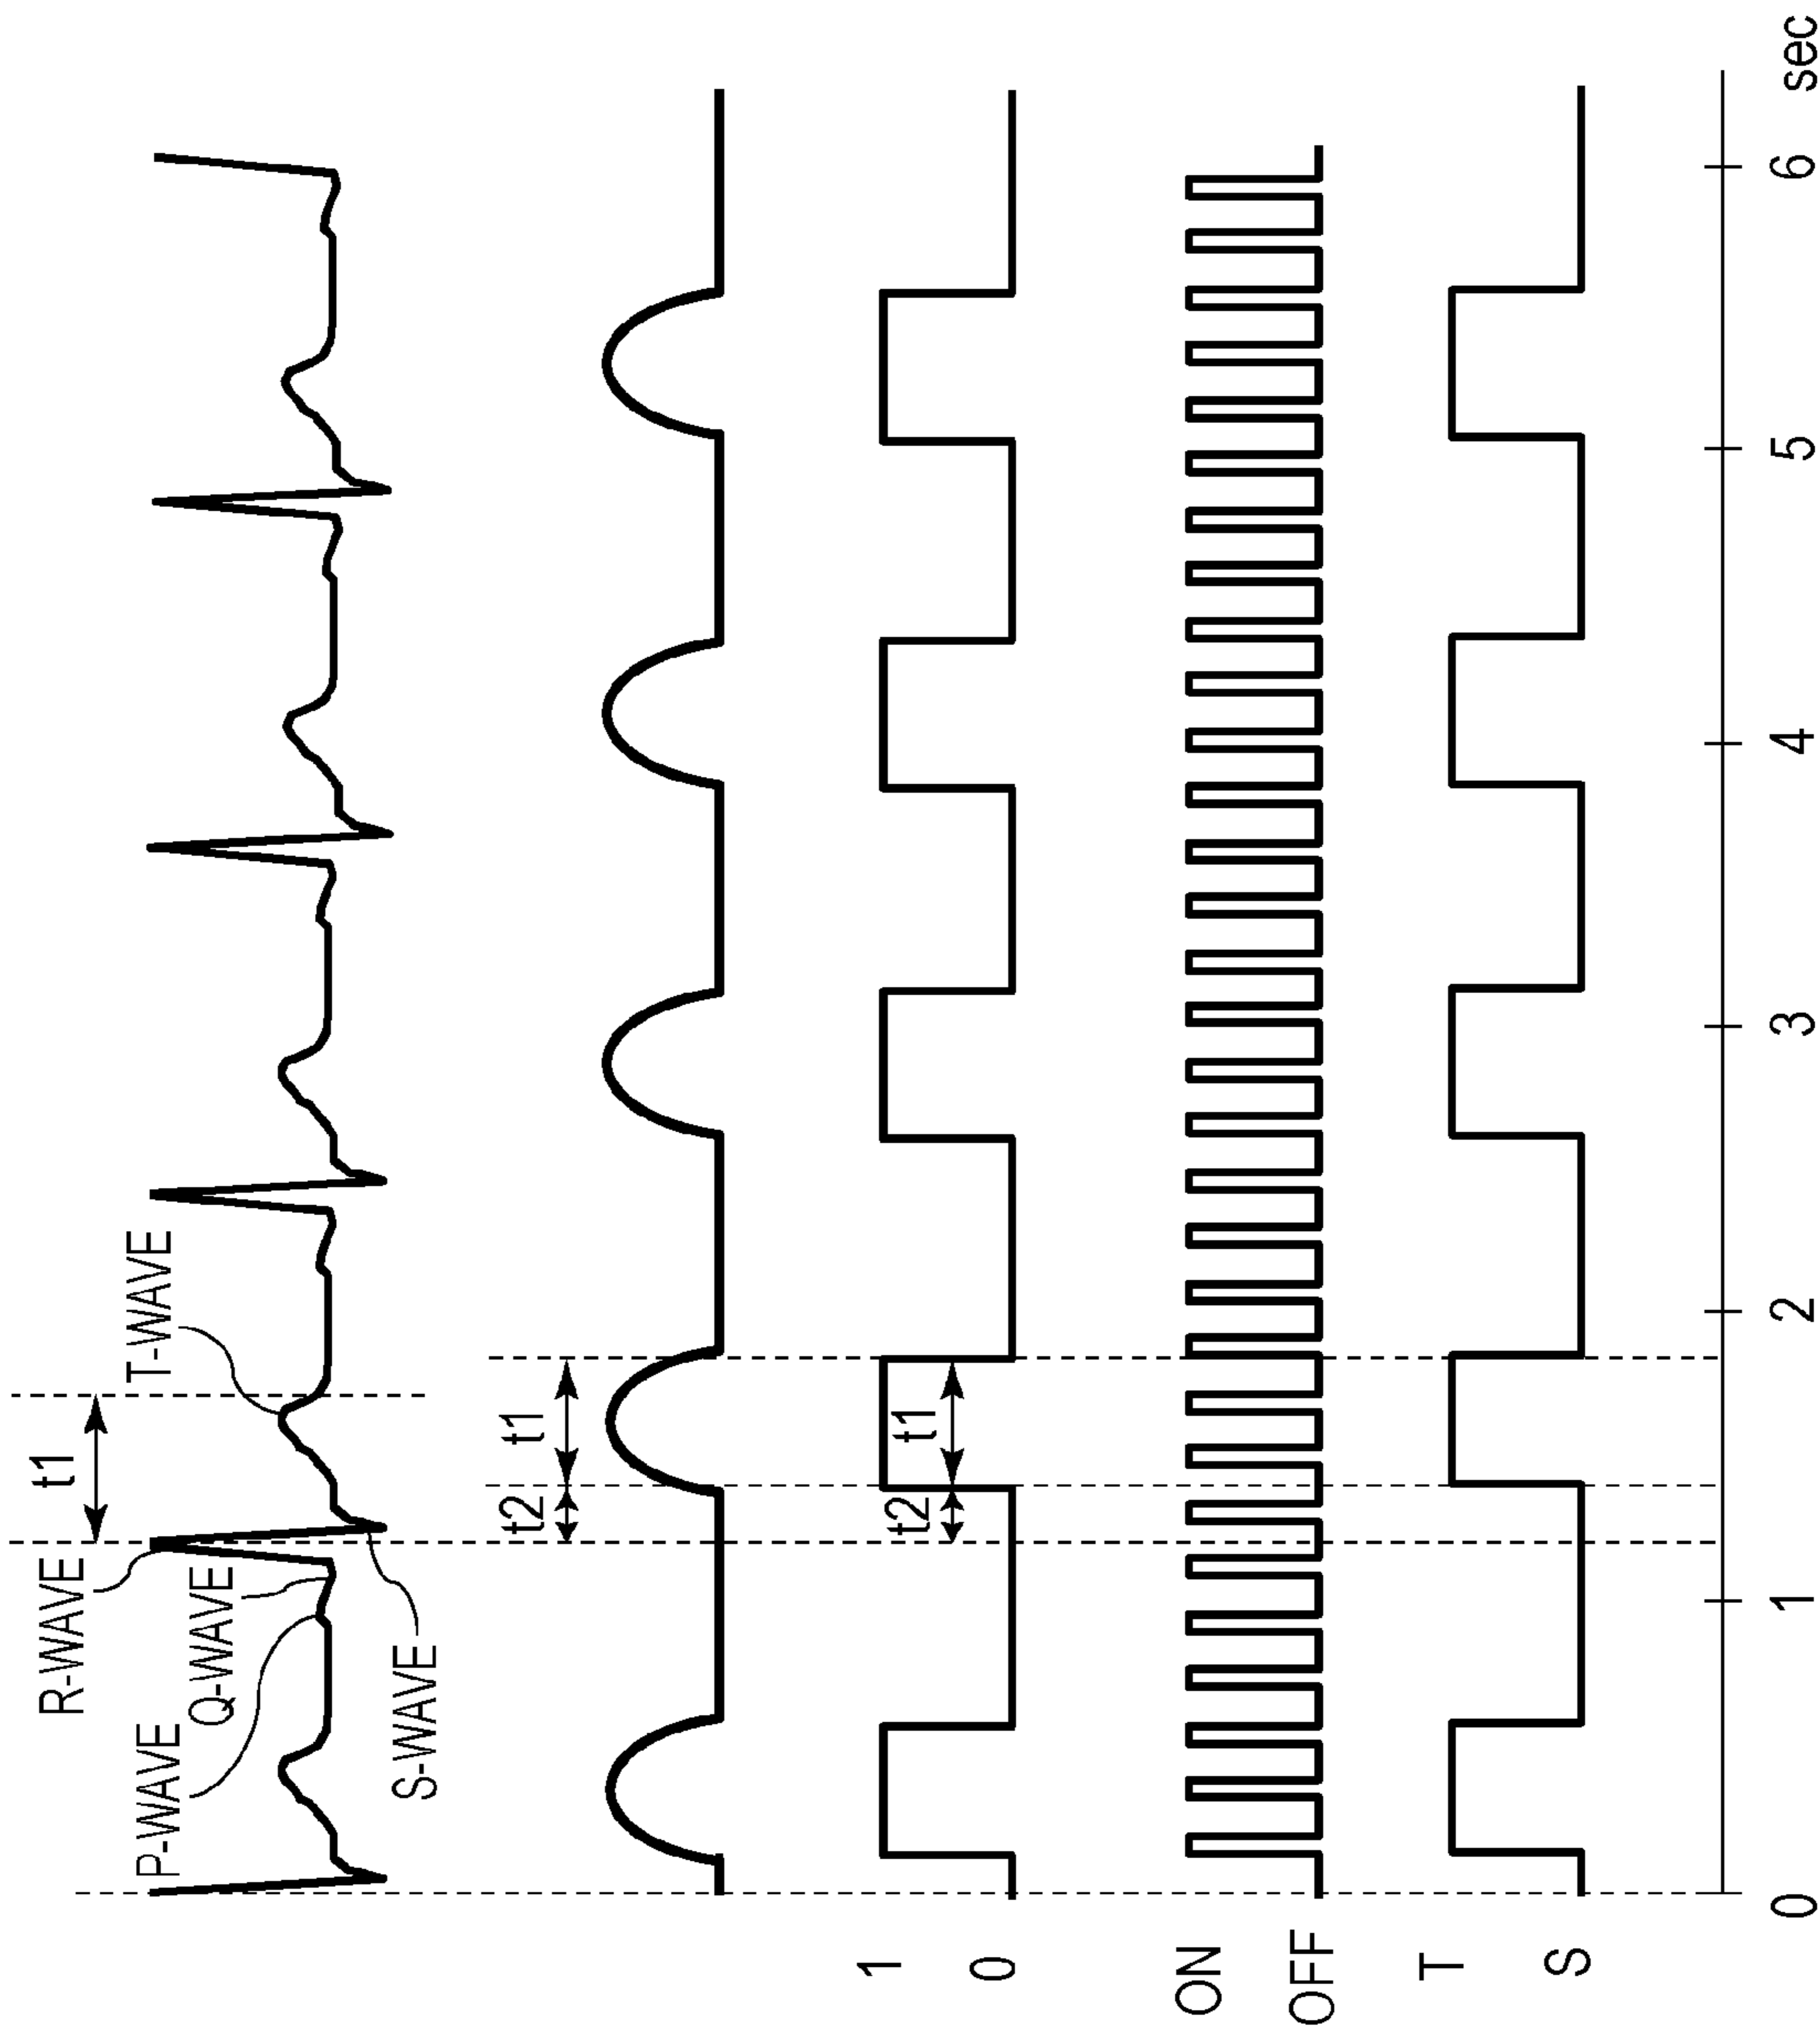 t1
R-WAVE
T-WAVE
P-WAVE
Q-WAVE
S-WAVE
t2
t1
1
t2
t1
0
ON
OFF
T
S
0 1 2 3 4 5 6 sec